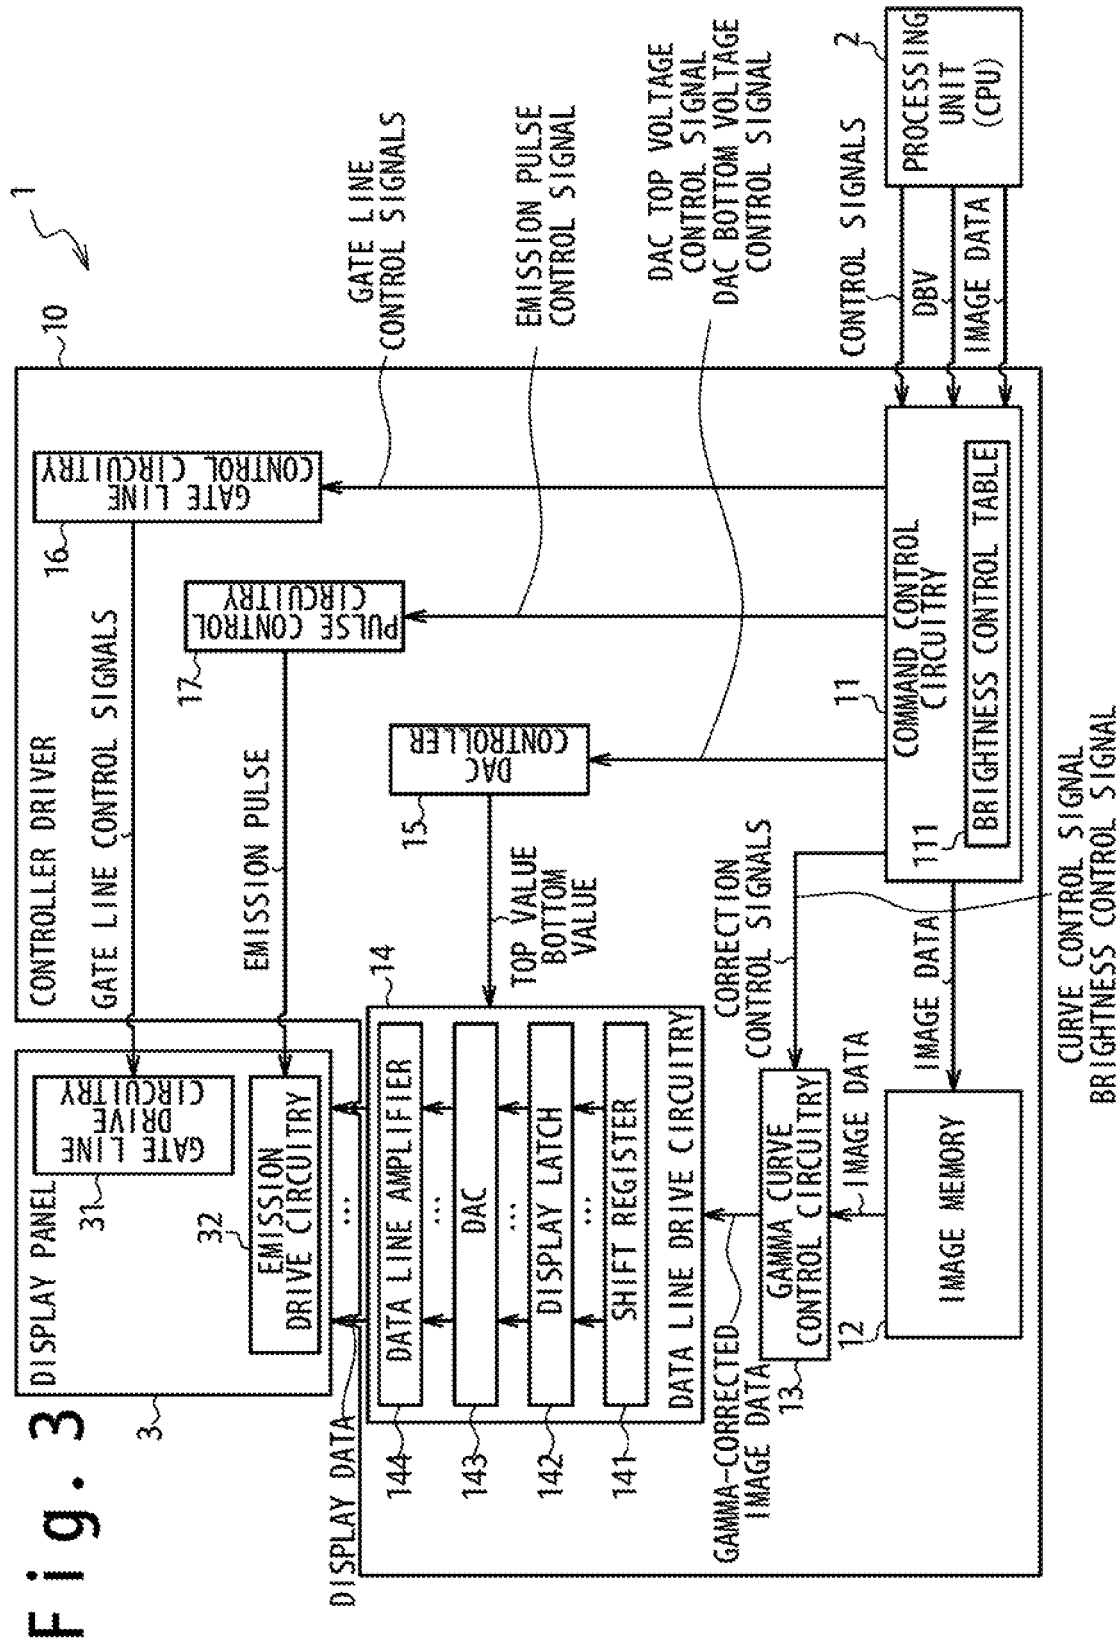 Fig. 3
1
DISPLAY PANEL
3
GATE LINE
DRIVE
CIRCUITRY
31
32
EMISSION
DRIVE CIRCUITRY
DISPLAY DATA
...
CONTROLLER DRIVER
10
GATE LINE CONTROL SIGNALS
16
GATE LINE
CONTROL CIRCUITRY
GATE LINE
CONTROL SIGNALS
EMISSION PULSE
17
PULSE CONTROL
CIRCUITRY
EMISSION PULSE
CONTROL SIGNAL
14
144
DATA LINE AMPLIFIER
...
143
DAC
...
142
DISPLAY LATCH
...
141
SHIFT REGISTER
DATA LINE DRIVE CIRCUITRY
TOP VALUE
BOTTOM
VALUE
15
DAC
CONTROLLER
DAC TOP VOLTAGE
CONTROL SIGNAL
DAC BOTTOM VOLTAGE
CONTROL SIGNAL
GAMMA-CORRECTED
IMAGE DATA
13
GAMMA CURVE
CONTROL CIRCUITRY
CORRECTION
CONTROL SIGNALS
IMAGE DATA
12
IMAGE MEMORY
IMAGE DATA
11
COMMAND CONTROL
CIRCUITRY
111
BRIGHTNESS CONTROL TABLE
CONTROL SIGNALS
DBV
IMAGE DATA
2
PROCESSING
UNIT
(CPU)
CURVE CONTROL SIGNAL
BRIGHTNESS CONTROL SIGNAL